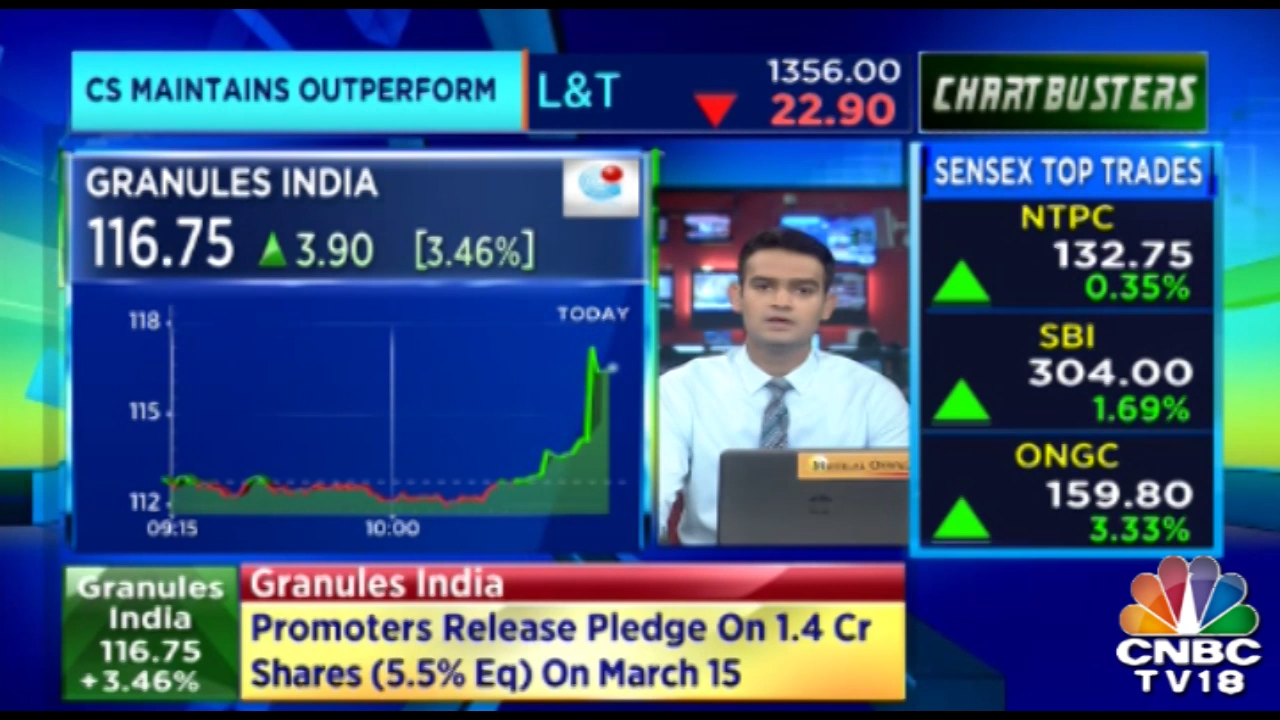 CS MAINTAINS OUTPERFORM
L&T
1356.00
22.90
CHARTBUSTERS
GRANULES INDIA
116.75 3.90 [3.46%]
TODAY
118
115
112
09:15
10:00
SENSEX TOP TRADES
NTPC
132.75
0.35%
SBI
304.00
1.69%
ONGC
159.80
3.33%
Granules
India
116.75
+3.46%
Granules India
Promoters Release Pledge On 1.4 Cr
Shares (5.5% Eq) On March 15
CNBC
TV18